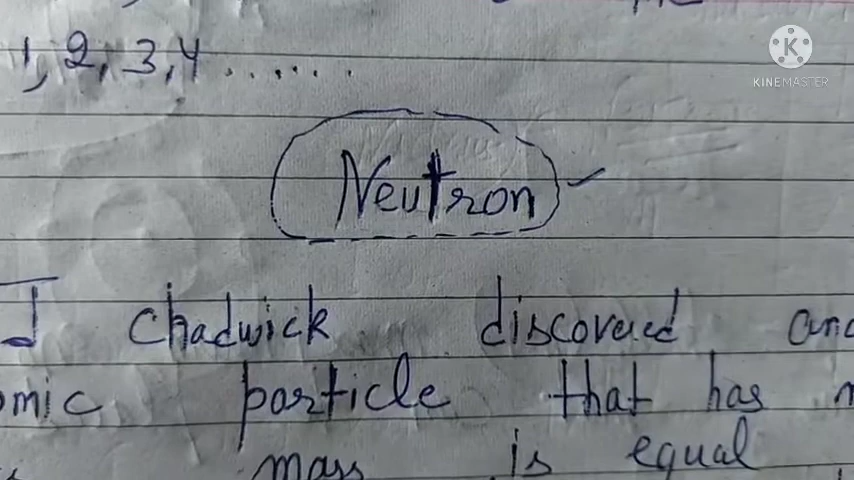 1, 2, 3, 4 ......
KINEMASTER
Neutron
J chadwick discovered
particle that has
mass is equal